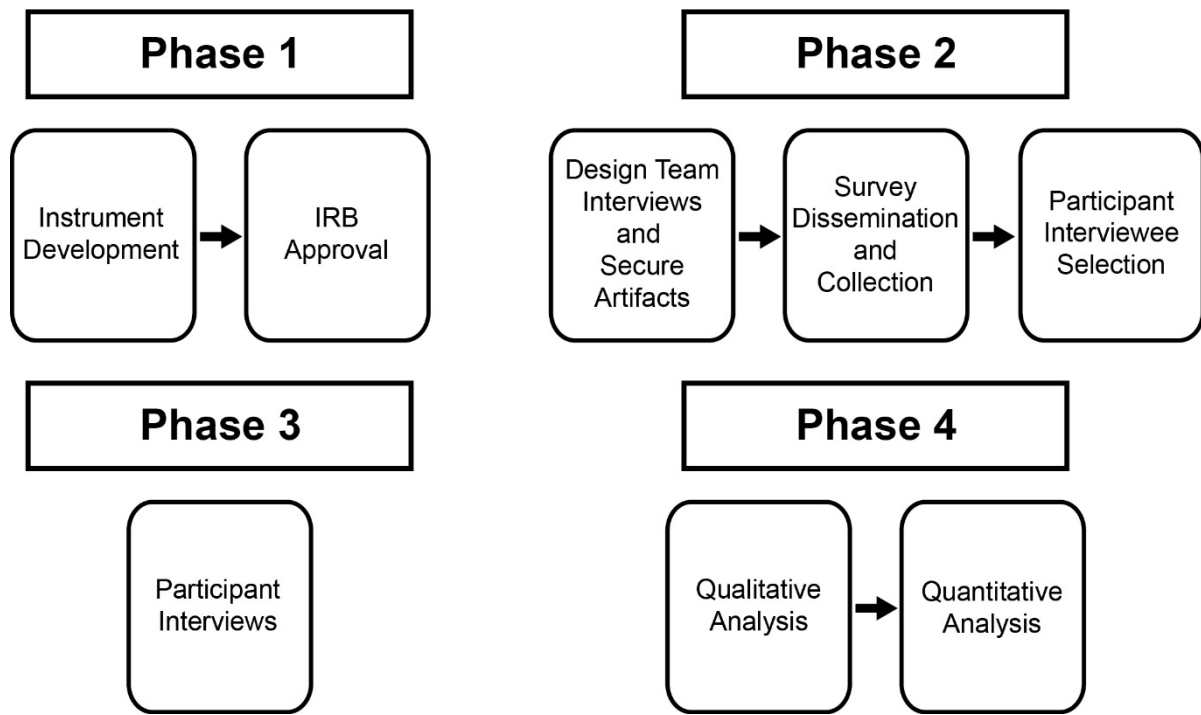 Phase 1
Instrument
Development
IRB
Approval
Phase 2
Design Team
Interviews
and
Secure
Artifacts
Survey
Dissemination
and
Collection
Participant
Interviewee
Selection
Phase 3
Participant
Interviews
Phase 4
Qualitative
Analysis
Quantitative
Analysis